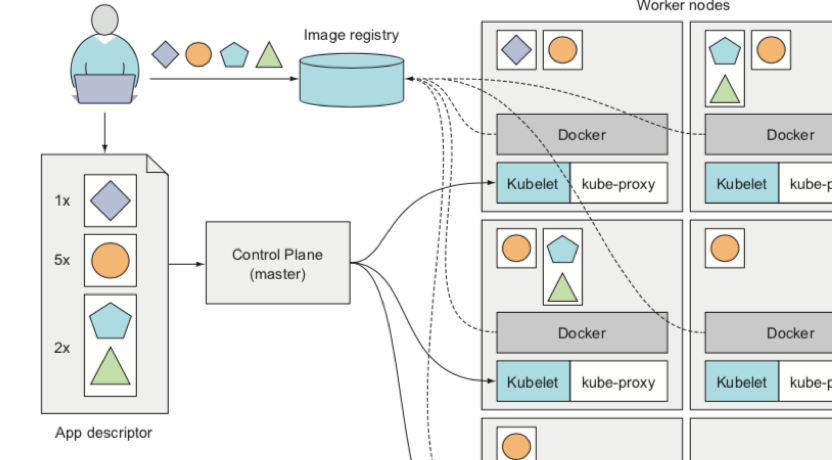 Worker nodes
Image registry
Docker
Docker
Kubelet
kube-proxy
Kubelet
kube-p
1x
5x
2x
Control Plane
(master)
Docker
Docker
Kubelet
kube-proxy
Kubelet
kube-p
App descriptor